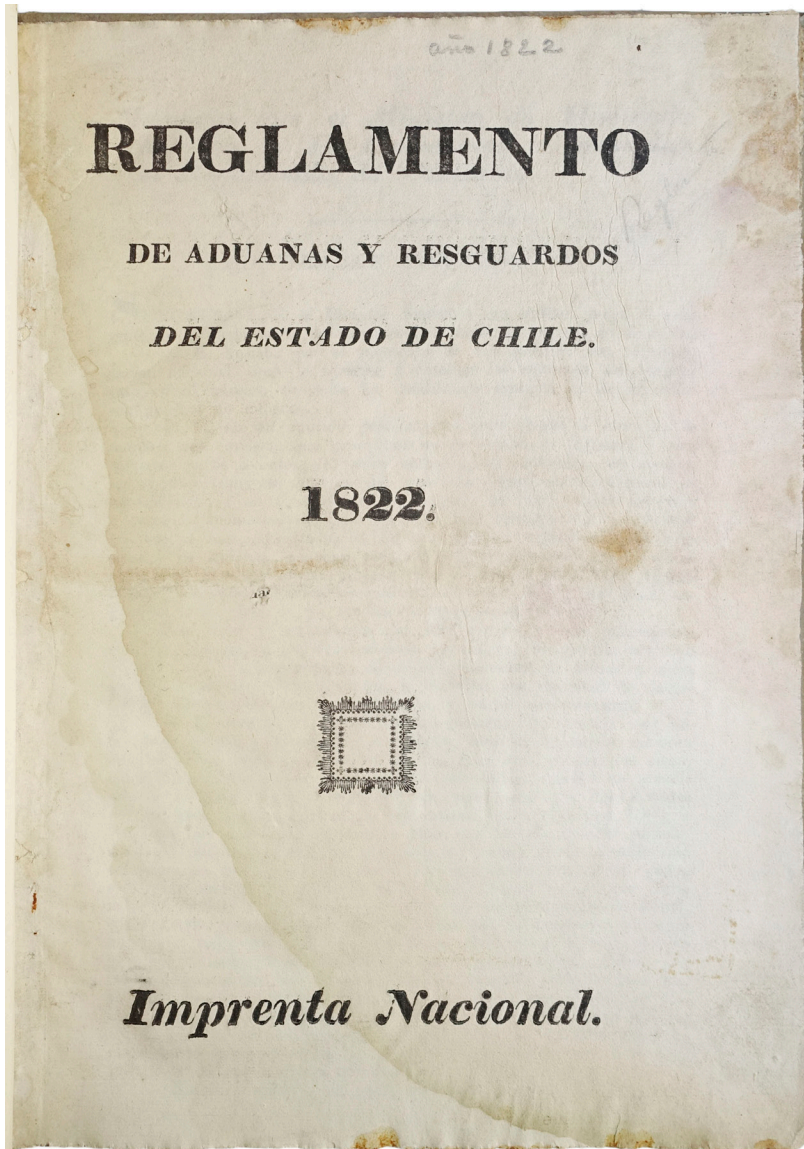 año 1822
REGLAMENTO
DE ADUANAS Y RESGUARDOS
DEL ESTADO DE CHILE.
1822.
Imprenta Nacional.